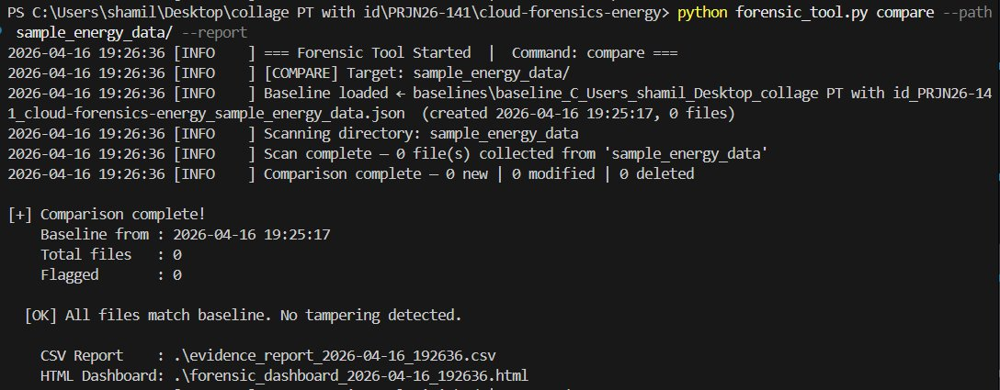 PS C:\Users\shamil\Desktop\collage PT with id\PRJN26-141\cloud-forensics-energy> python forensic_tool.py compare --path
sample_energy_data/ --report
2026-04-16 19:26:36 [INFO    ] === Forensic Tool Started  |  Command: compare ===
2026-04-16 19:26:36 [INFO    ] [COMPARE] Target: sample_energy_data/
2026-04-16 19:26:36 [INFO    ] Baseline loaded ← baselines\baseline_C_Users_shamil_Desktop_collage PT with id_PRJN26-14
1_cloud-forensics-energy_sample_energy_data.json  (created 2026-04-16 19:25:17, 0 files)
2026-04-16 19:26:36 [INFO    ] Scanning directory: sample_energy_data
2026-04-16 19:26:36 [INFO    ] Scan complete — 0 file(s) collected from 'sample_energy_data'
2026-04-16 19:26:36 [INFO    ] Comparison complete — 0 new | 0 modified | 0 deleted
[+] Comparison complete!
Baseline from : 2026-04-16 19:25:17
Total files   : 0
Flagged       : 0
[OK] All files match baseline. No tampering detected.
CSV Report    : .\evidence_report_2026-04-16_192636.csv
HTML Dashboard: .\forensic_dashboard_2026-04-16_192636.html